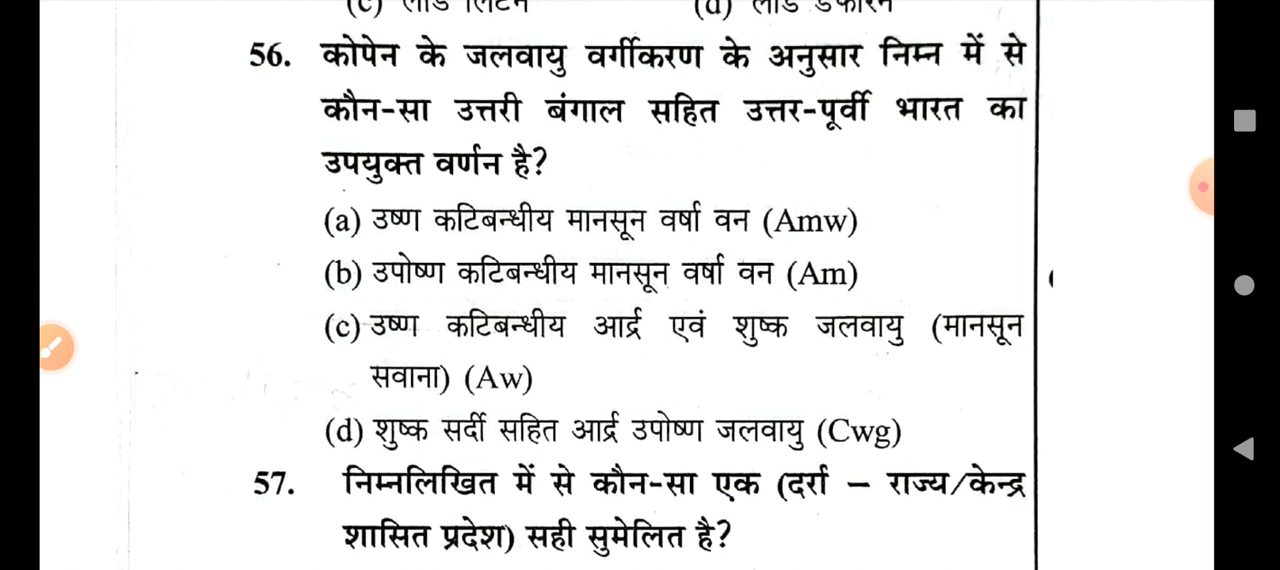 56. कोपेन के जलवायु वर्गीकरण के अनुसार निम्न में से
कौन-सा उत्तरी बंगाल सहित उत्तर-पूर्वी भारत का
उपयुक्त वर्णन है?
(a) उष्ण कटिबन्धीय मानसून वर्षा वन (Amw)
(b) उपोष्ण कटिबन्धीय मानसून वर्षा वन (Am)
(c) उष्ण कटिबन्धीय आर्द्र एवं शुष्क जलवायु (मानसून
सवाना) (Aw)
(d) शुष्क सर्दी सहित आर्द्र उपोष्ण जलवायु (Cwg)
57. निम्नलिखित में से कौन-सा एक (दर्रा – राज्य/केन्द्र
शासित प्रदेश) सही सुमेलित है?